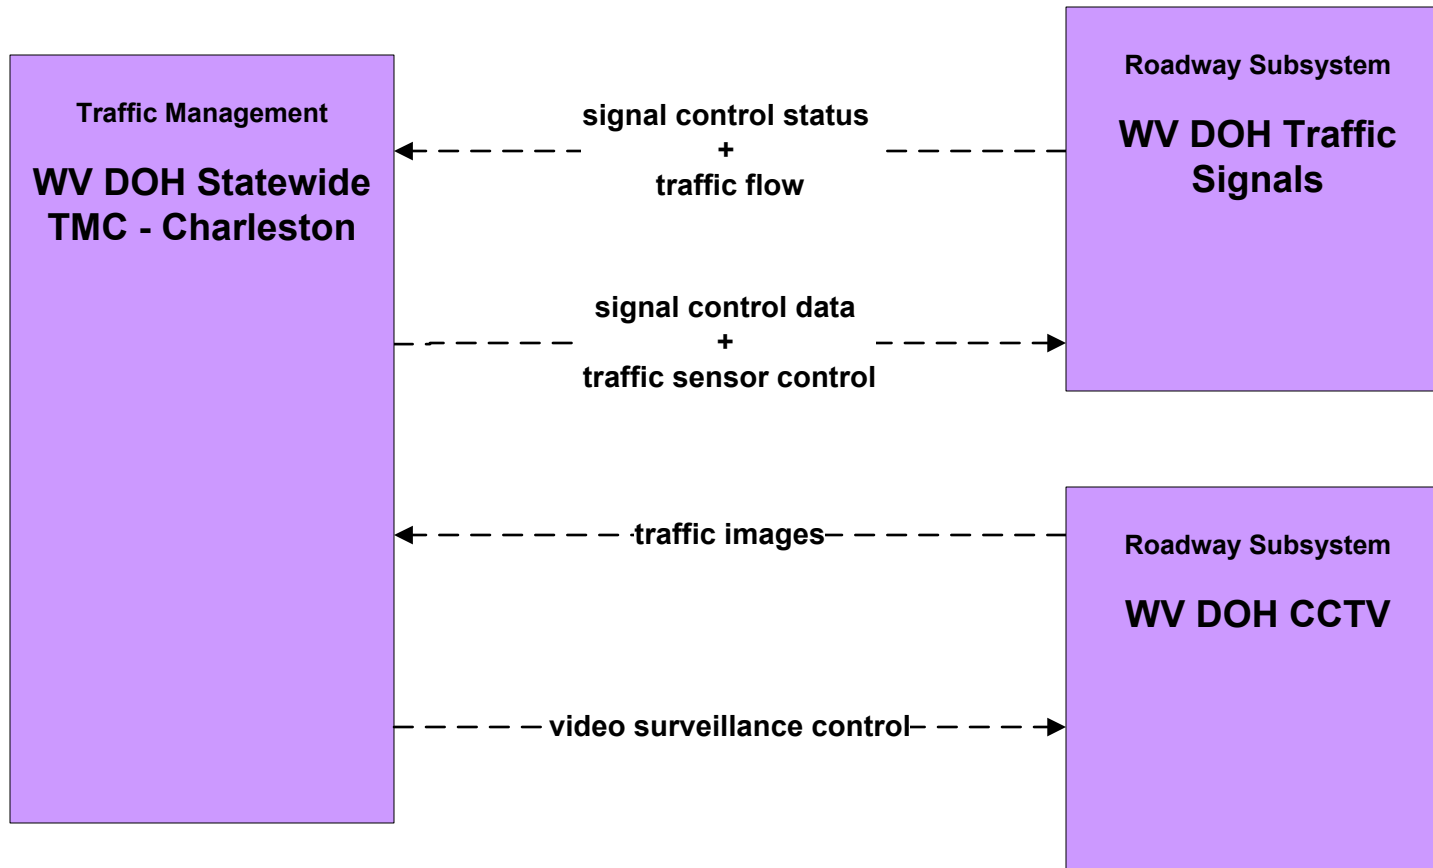 Traffic Management
WV DOH Statewide
TMC - Charleston
signal control status
+
traffic flow
signal control data
+
traffic sensor control
traffic images
video surveillance control
Roadway Subsystem
WV DOH Traffic
Signals
Roadway Subsystem
WV DOH CCTV